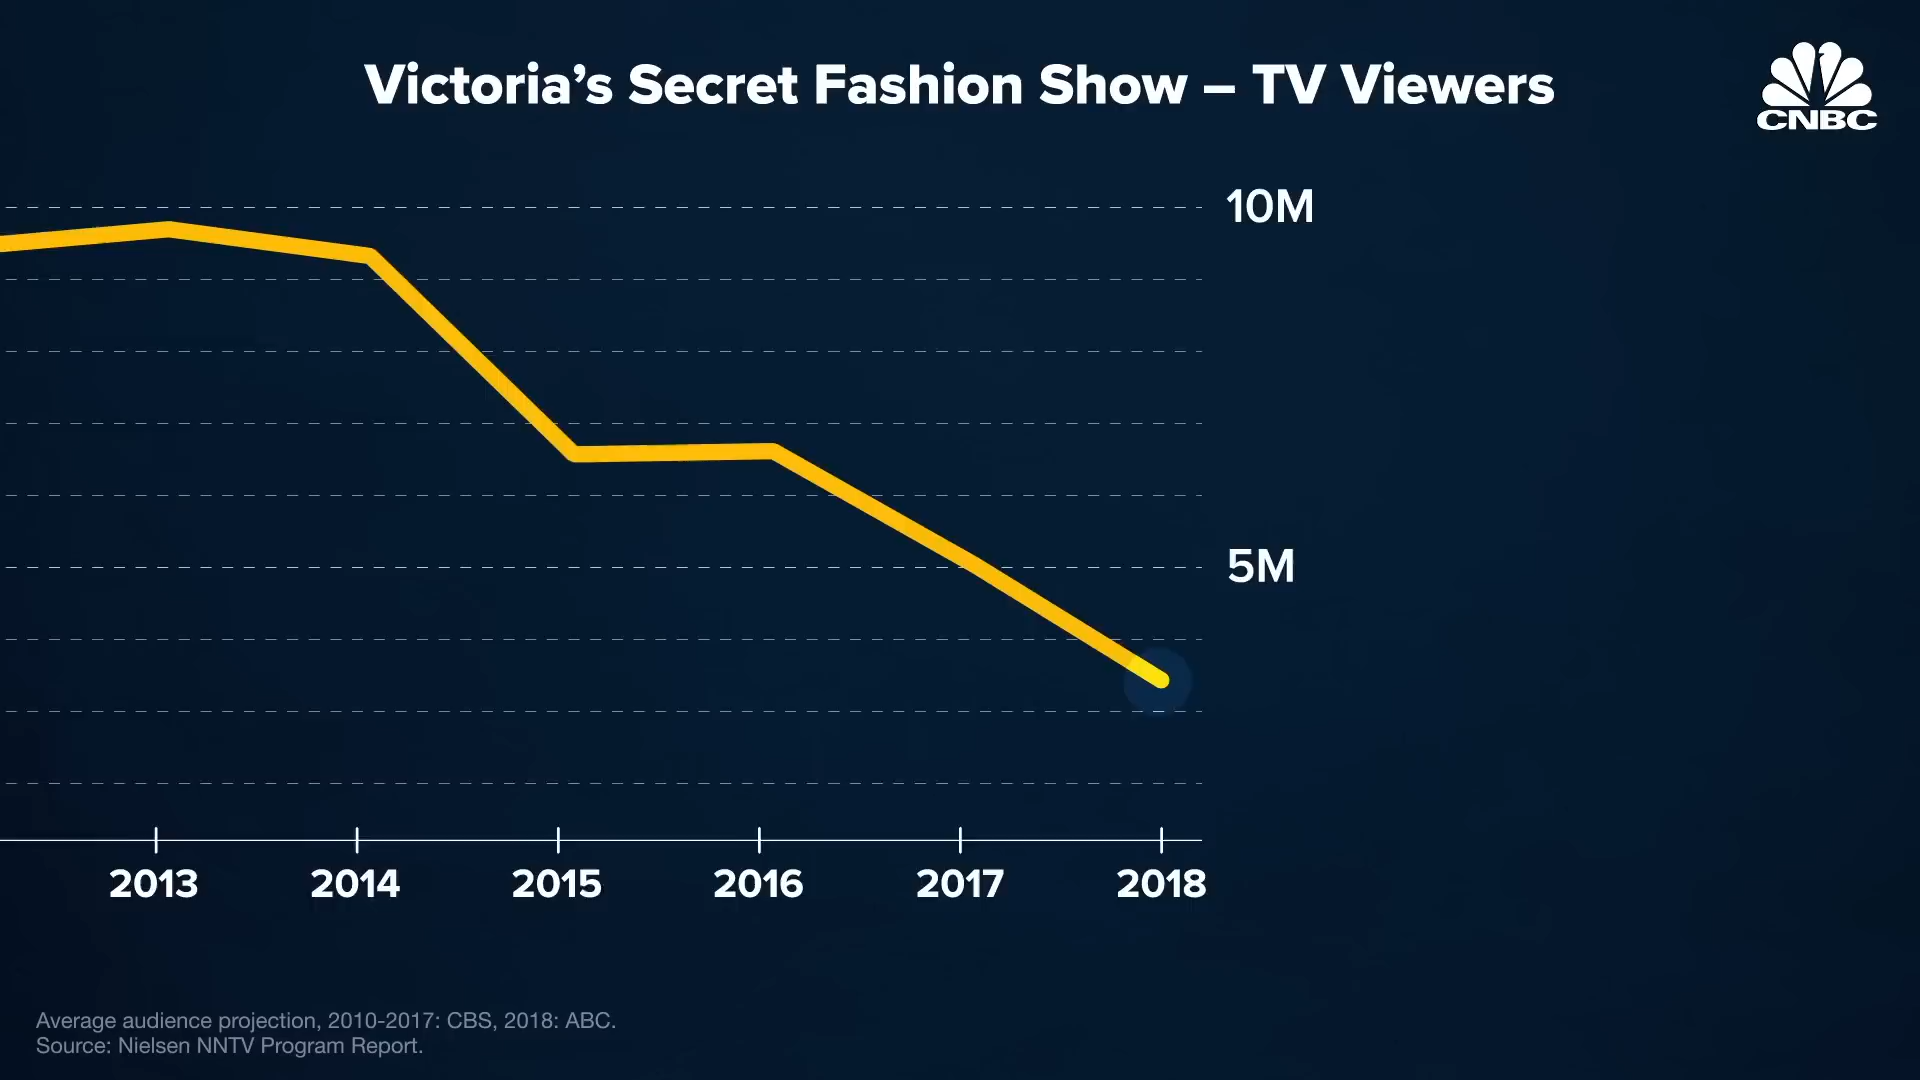 Victoria’s Secret Fashion Show – TV Viewers
CNBC
10M
5M
2013 2014 2015 2016 2017 2018
Average audience projection, 2010-2017: CBS, 2018: ABC.
Source: Nielsen NNTV Program Report.